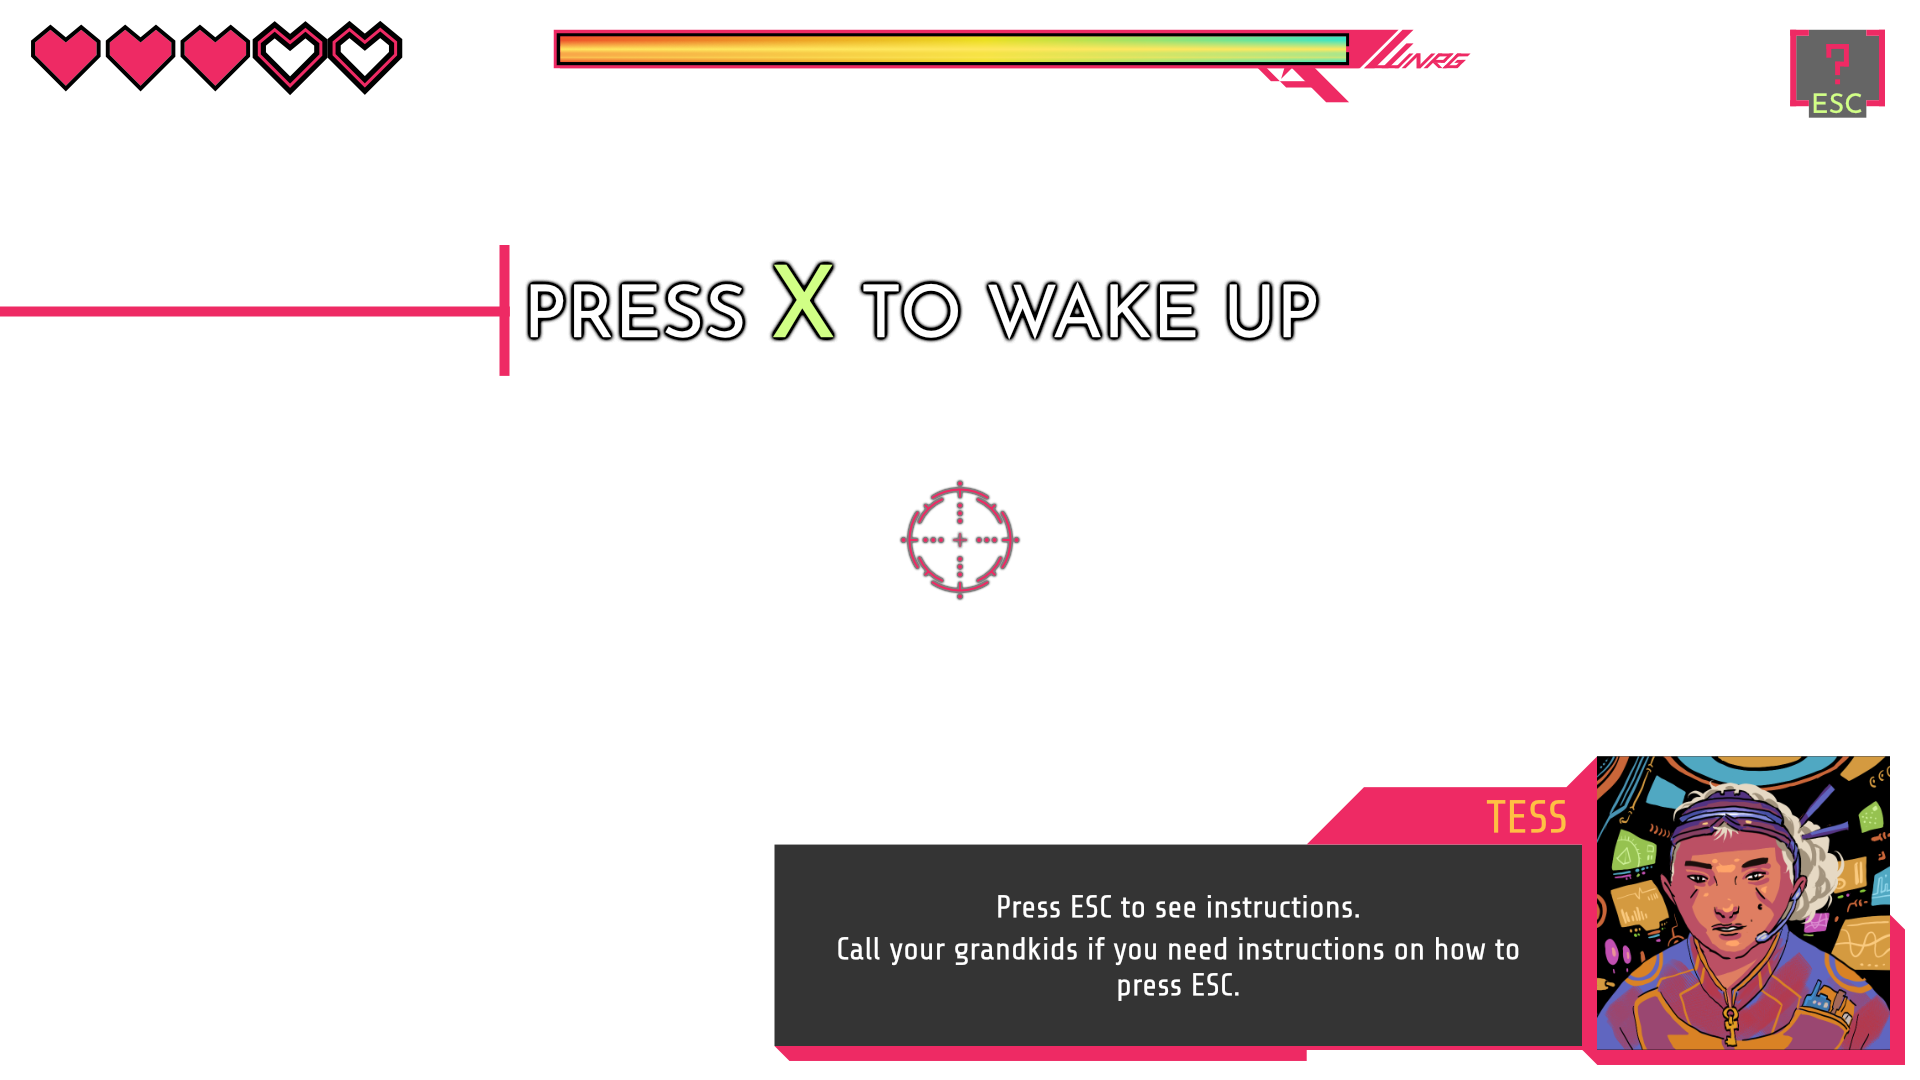 NRG
?
ESC
PRESS X TO WAKE UP
TESS
Press ESC to see instructions.
Call your grandkids if you need instructions on how to
press ESC.